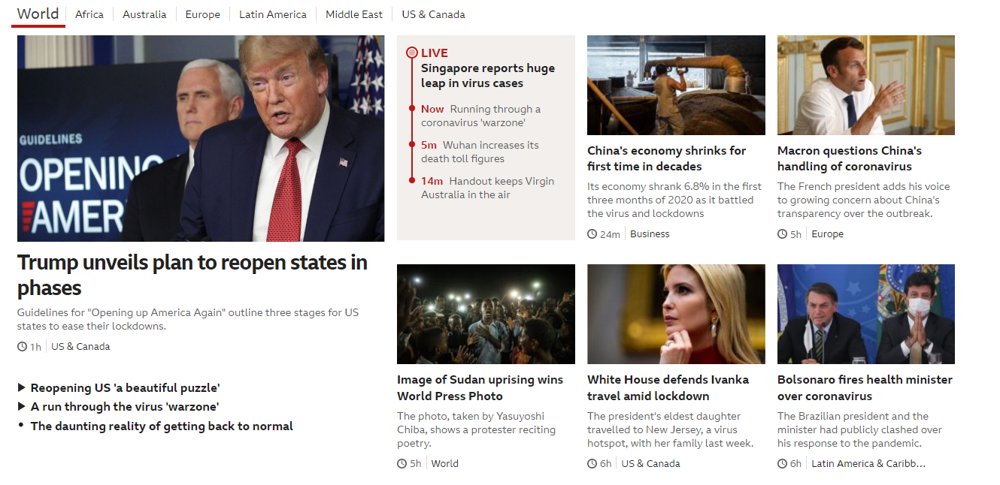 World
Africa
Australia
Europe
Latin America
Middle East
US & Canada
GUIDELINES
OPENING
AMER
Trump unveils plan to reopen states in
phases
Guidelines for "Opening up America Again" outline three stages for US
states to ease their lockdowns.
1h
US & Canada
Reopening US 'a beautiful puzzle'
A run through the virus 'warzone'
The daunting reality of getting back to normal
LIVE
Singapore reports huge
leap in virus cases
Now Running through a
coronavirus 'warzone'
5m Wuhan increases its
death toll figures
14m Handout keeps Virgin
Australia in the air
China's economy shrinks for
first time in decades
Its economy shrank 6.8% in the first
three months of 2020 as it battled
the virus and lockdowns
24m
Business
Macron questions China's
handling of coronavirus
The French president adds his voice
to growing concern about China's
transparency over the outbreak.
5h
Europe
Image of Sudan uprising wins
World Press Photo
The photo, taken by Yasuyoshi
Chiba, shows a protester reciting
poetry.
5h
World
White House defends Ivanka
travel amid lockdown
The president's eldest daughter
travelled to New Jersey, a virus
hotspot, with her family last week.
6h
US & Canada
Bolsonaro fires health minister
over coronavirus
The Brazilian president and the
minister had publicly clashed over
his response to the pandemic.
6h
Latin America & Caribb...